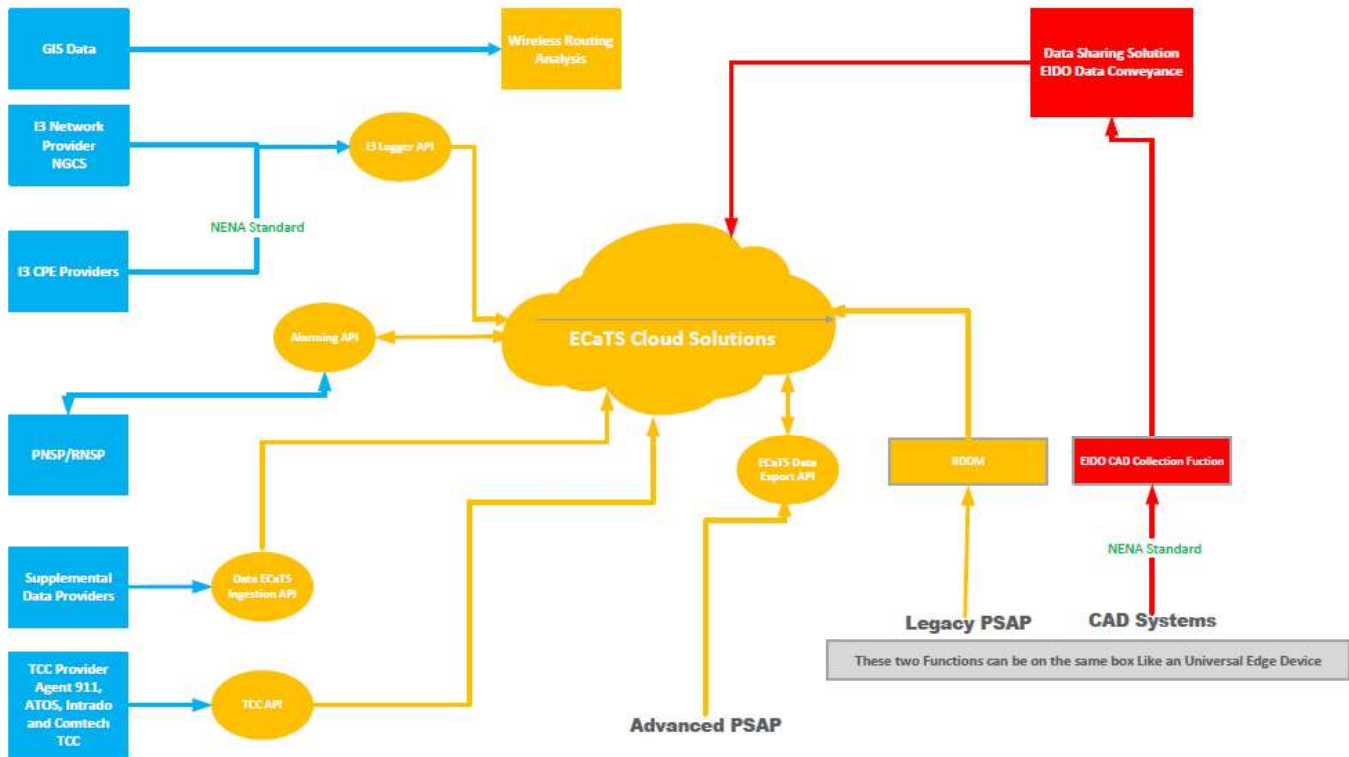 GIS Data
Wireless Routing
Analysis
Data Sharing Solution
EIDO Data Conveyance
I3 Network
Provider
NGCS
I3 Logger API
NENA Standard
I3 CPE Providers
Alarming API
ECaTS Cloud Solutions
PNSP/RNSP
ECaTS Data
Export API
RDDM
EIDO CAD Collection Fuction
NENA Standard
Supplemental
Data Providers
Data ECaTS
Ingestion API
Legacy PSAP
CAD Systems
These two Functions can be on the same box Like an Universal Edge Device
TCC Provider
Agent 911,
ATOS, Intrado
and Comtech
TCC
TCC API
Advanced PSAP